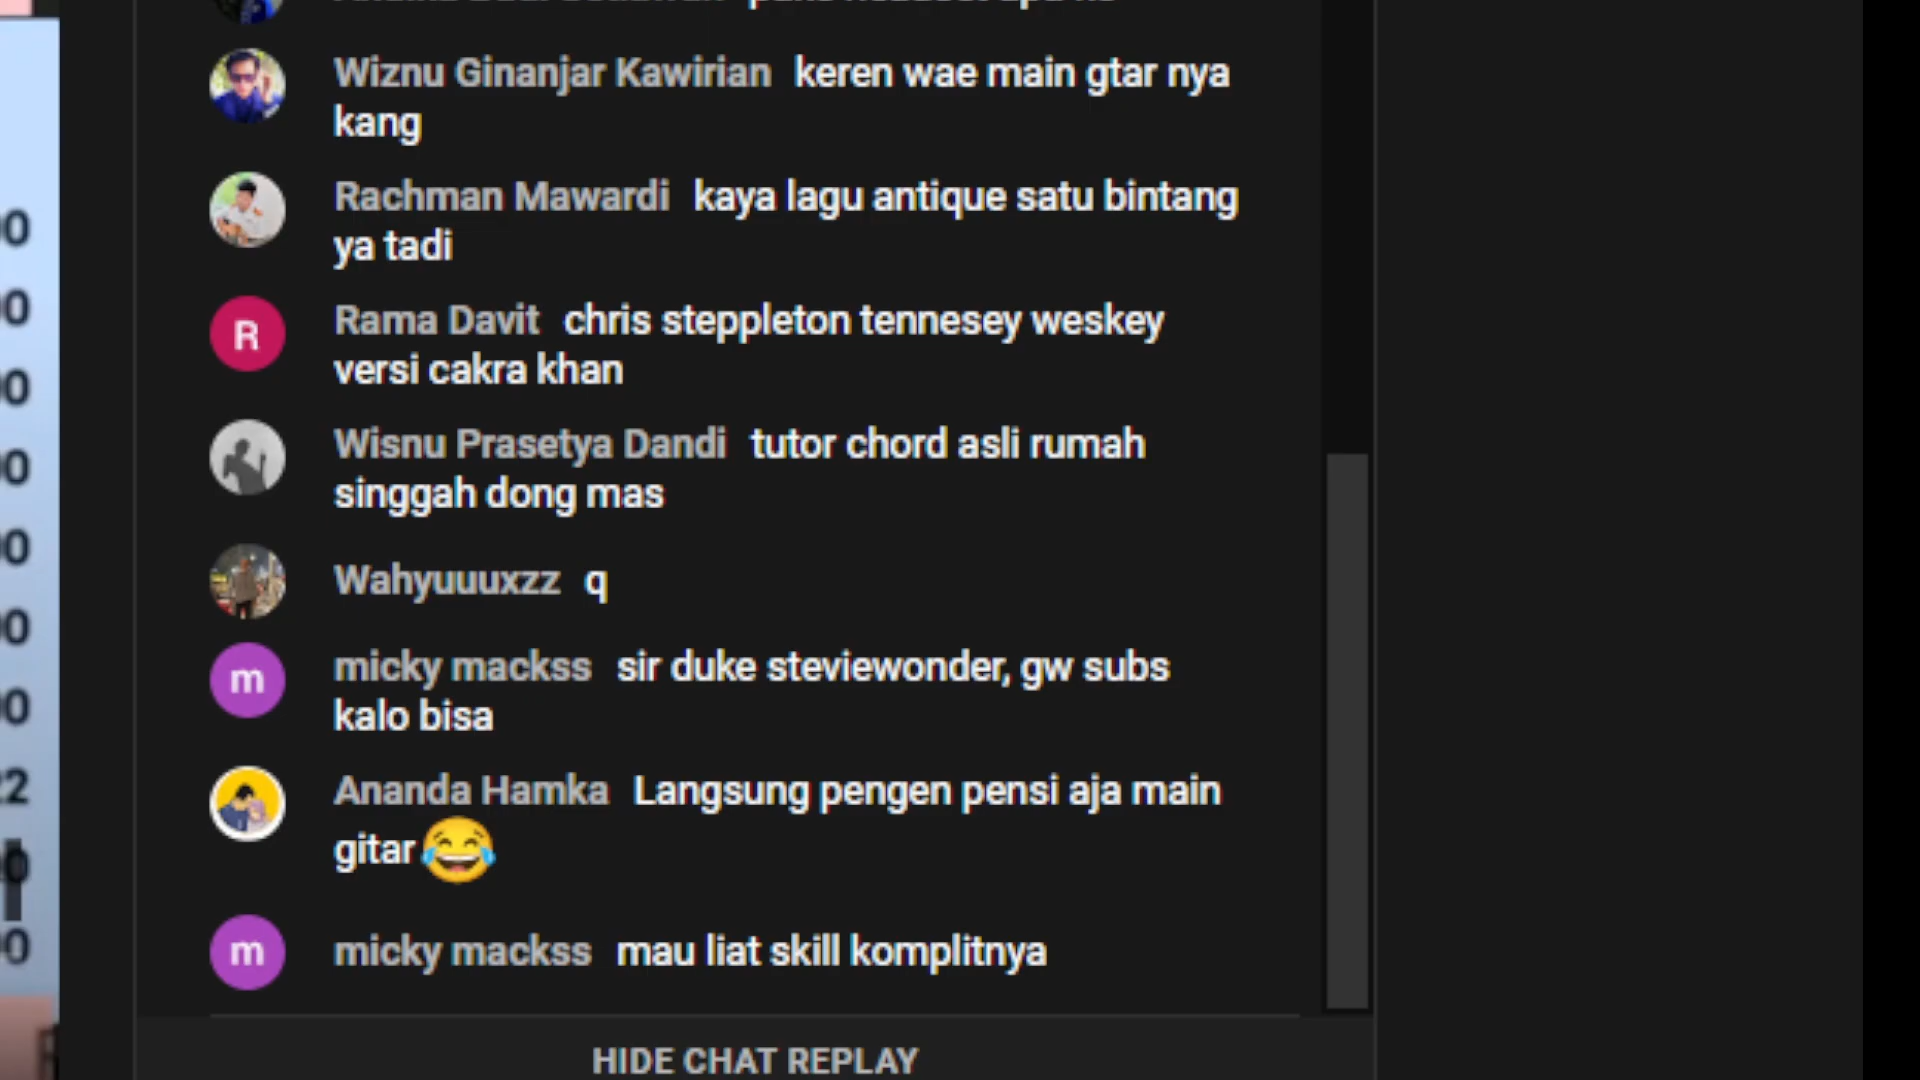 Wiznu Ginanjar Kawirian keren wae main gtar nya
kang
Rachman Mawardi kaya lagu antique satu bintang
ya tadi
R
Rama Davit chris steppleton tennesey weskey
versi cakra khan
Wisnu Prasetya Dandi tutor chord asli rumah
singgah dong mas
Wahyuuuxzz q
m
micky mackss sir duke steviewonder, gw subs
kalo bisa
Ananda Hamka Langsung pengen pensi aja main
gitar😂
m
micky mackss mau liat skill komplitnya
HIDE CHAT REPLAY